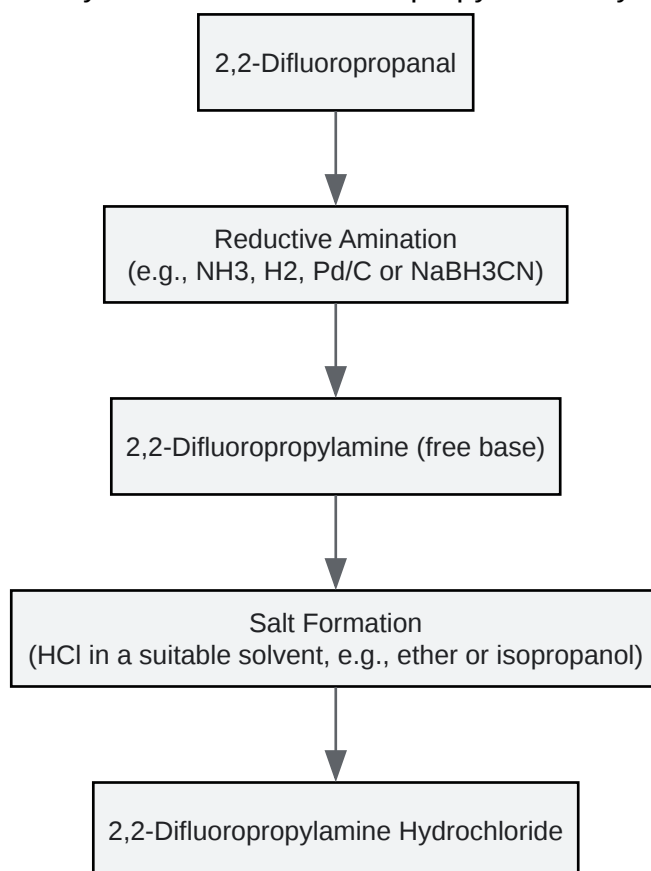 2,2-Difluoropropanal
Reductive Amination
(e.g., NH3, H2, Pd/C or NaBH3CN)
2,2-Difluoropropylamine (free base)
Salt Formation
(HCl in a suitable solvent, e.g., ether or isopropanol)
2,2-Difluoropropylamine Hydrochloride